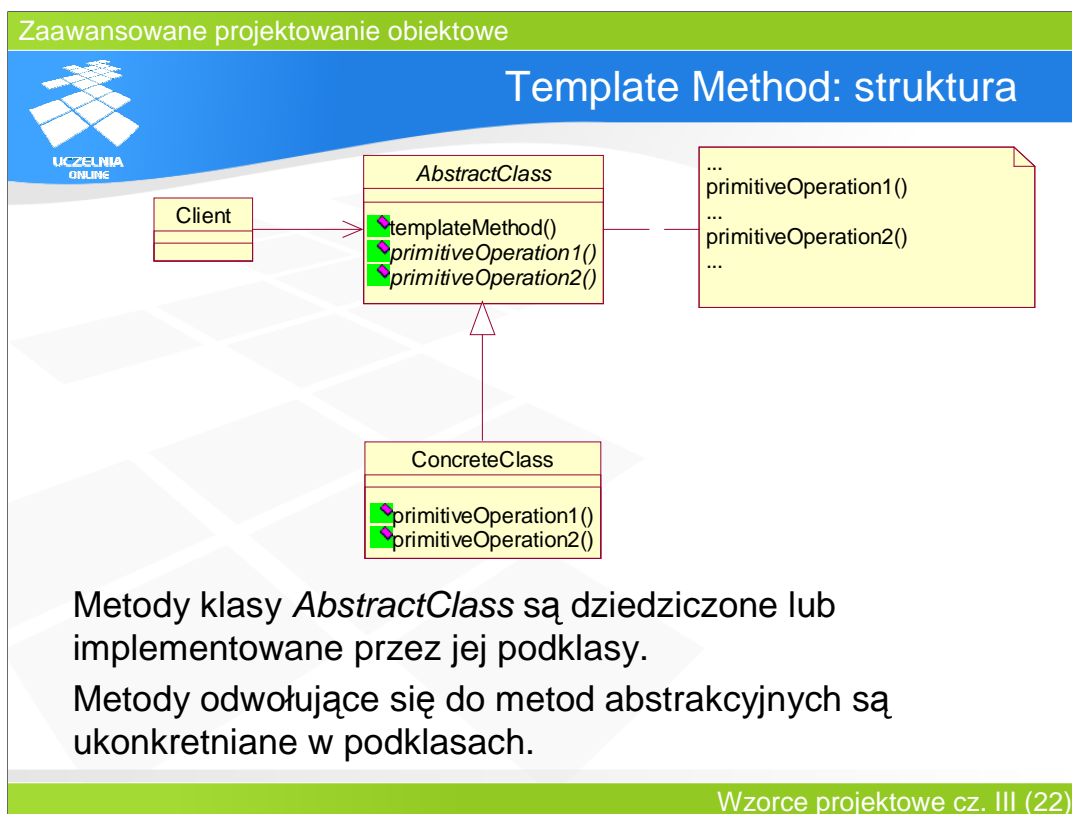 Zaawansowane projektowanie obiektowe
Template Method: struktura
UCZELNIA
ONLINE
Client
AbstractClass
templateMethod()
primitiveOperation1()
primitiveOperation2()
...
primitiveOperation1()
...
primitiveOperation2()
...
ConcreteClass
primitiveOperation1()
primitiveOperation2()
Metody klasy AbstractClass są dziedziczone lub
implementowane przez jej podklasy.
Metody odwołujące się do metod abstrakcyjnych są
ukonkretniane w podklasach.
Wzorce projektowe cz. III (22)